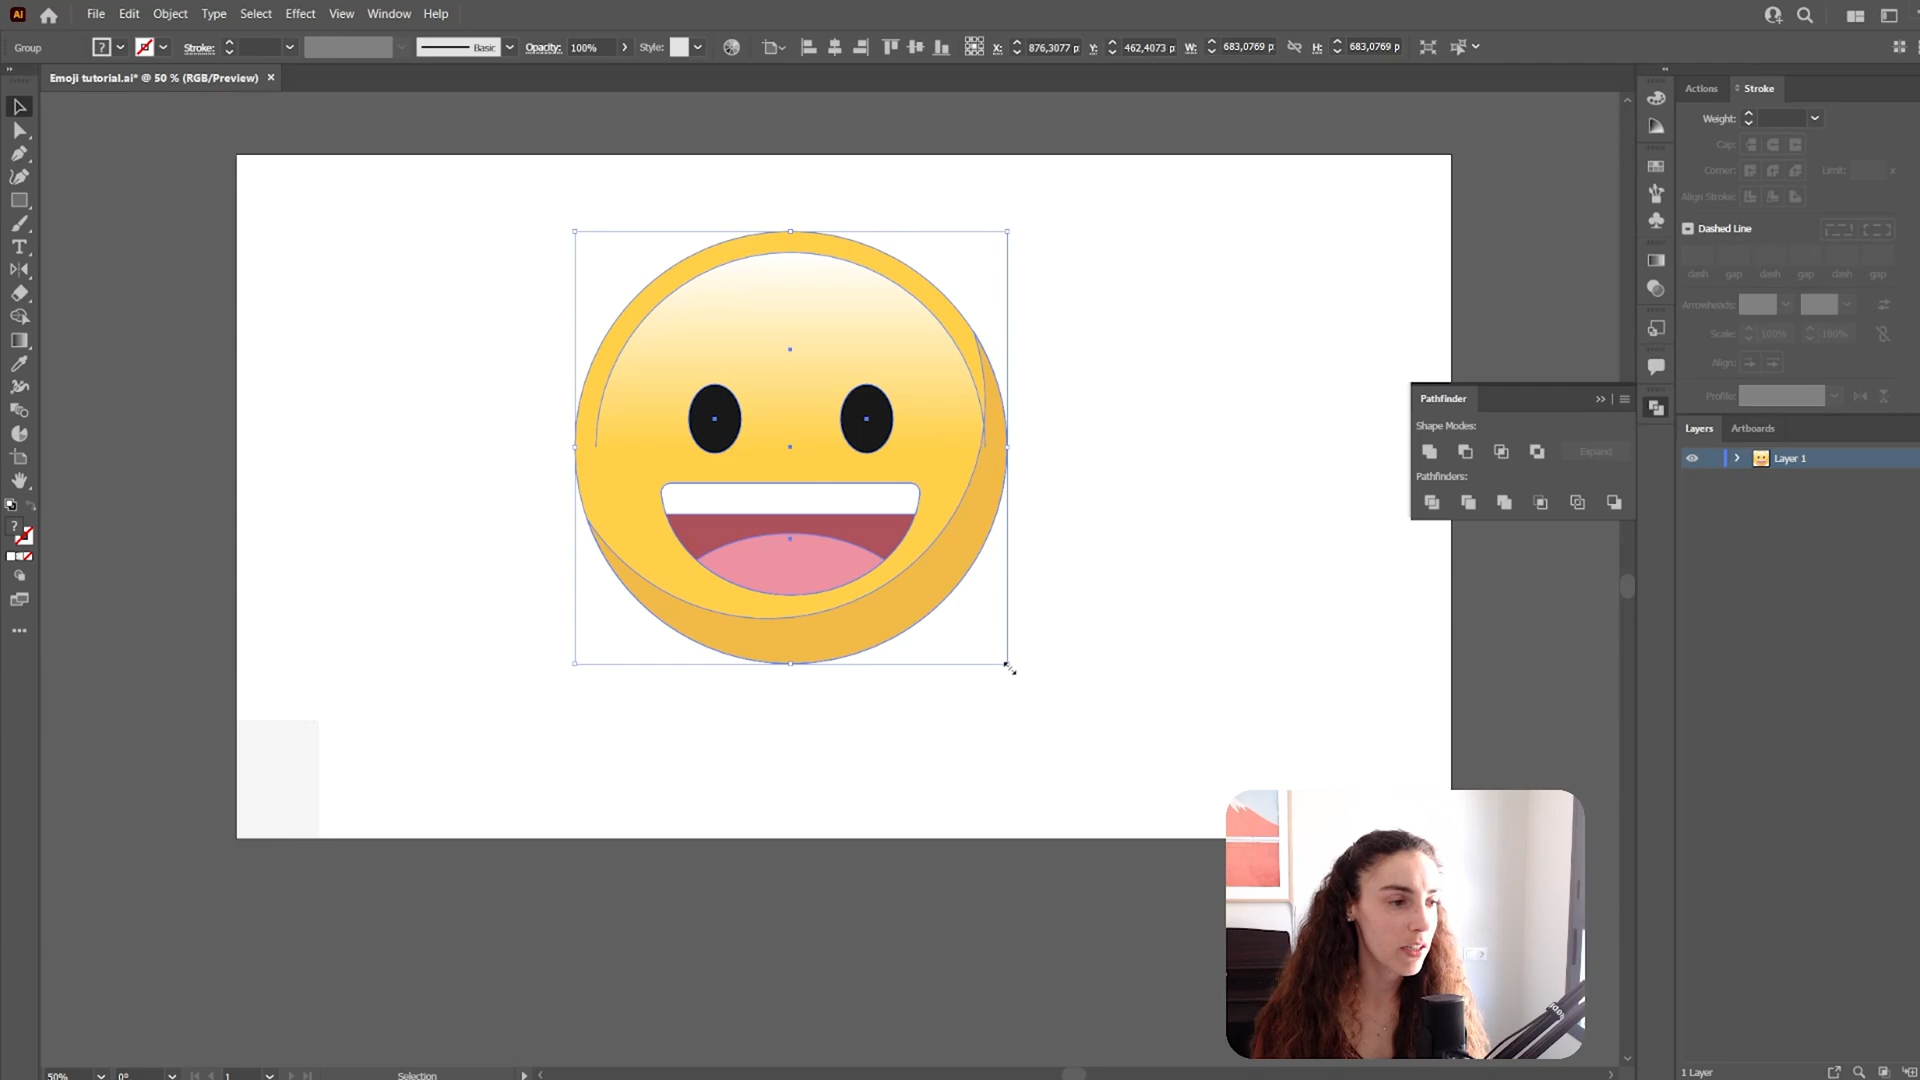 Ai File Edit Object Type Select Effect View Window Help
Group ? Stroke: Basic Opacity: 100% Style: X: 876,3077 p Y: 462,4073 p W: 683,0769 p H: 683,0769 p
Emoji tutorial.ai* @ 50 % (RGB/Preview) ×
Actions Stroke
Weight:
Cap:
Corner: Limit: x
Align Stroke:
Dashed Line
dash gap dash gap dash gap
Arrowheads:
Scale: 100% 100%
Align:
Profile:
Pathfinder
Shape Modes:
Expand
Pathfinders:
Layers Artboards
Layer 1
?
RODE
50% 0° 1 Selection
1 Layer